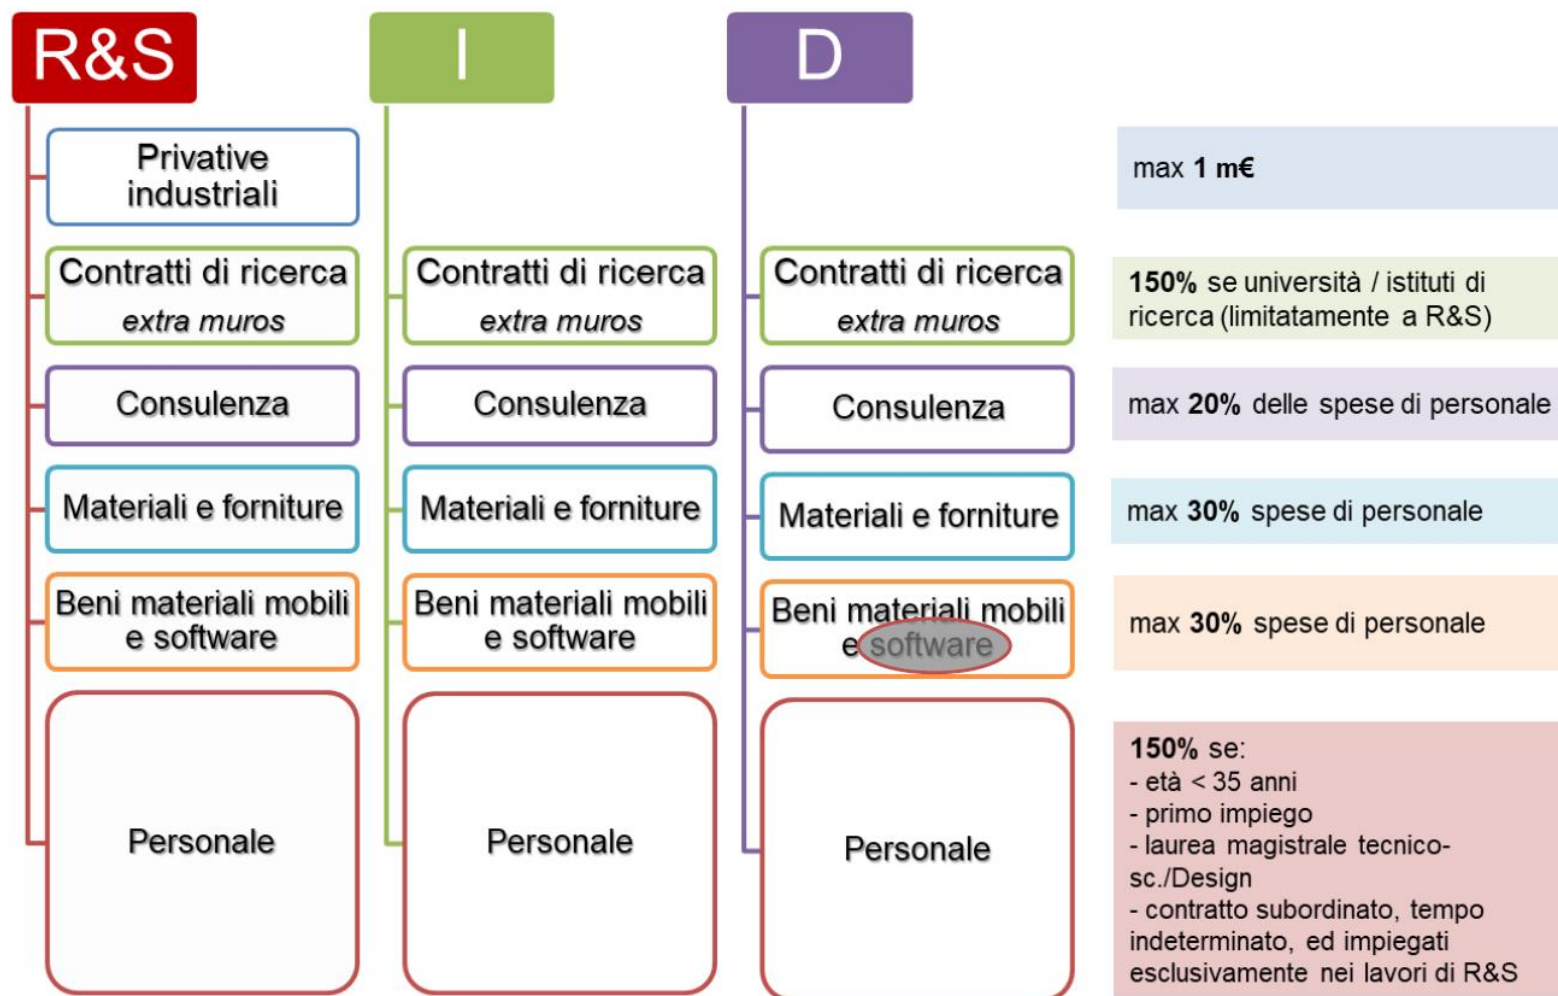 R&S
I
D
Privative
industriali
max 1 m€
Contratti di ricerca
extra muros
Contratti di ricerca
extra muros
Contratti di ricerca
extra muros
150% se università / istituti di
ricerca (limitatamente a R&S)
Consulenza
Consulenza
Consulenza
max 20% delle spese di personale
Materiali e forniture
Materiali e forniture
Materiali e forniture
max 30% spese di personale
Beni materiali mobili
e software
Beni materiali mobili
e software
Beni materiali mobili
e software
max 30% spese di personale
Personale
Personale
Personale
150% se:
- età < 35 anni
- primo impiego
- laurea magistrale tecnico-
sc./Design
- contratto subordinato, tempo
indeterminato, ed impiegati
esclusivamente nei lavori di R&S